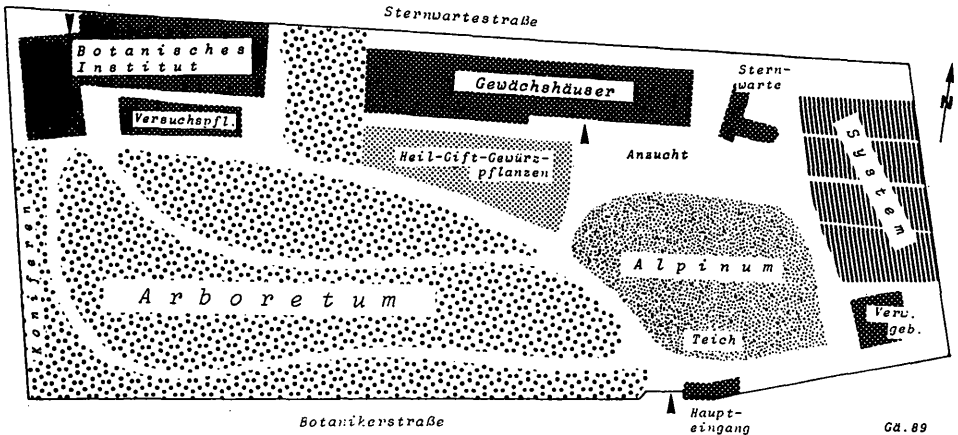 Sternwartestraße
Botanisches
Institut
Versuchspfl.
Gewächshäuser
Stern-
warte
N
Heil-Gift-Gewürz-
pflanzen
Anzucht
System
Koniferen
Arboretum
Alpinum
Teich
Verw.
geb.
Botanikerstraße
Haupt-
eingang
Gä.89